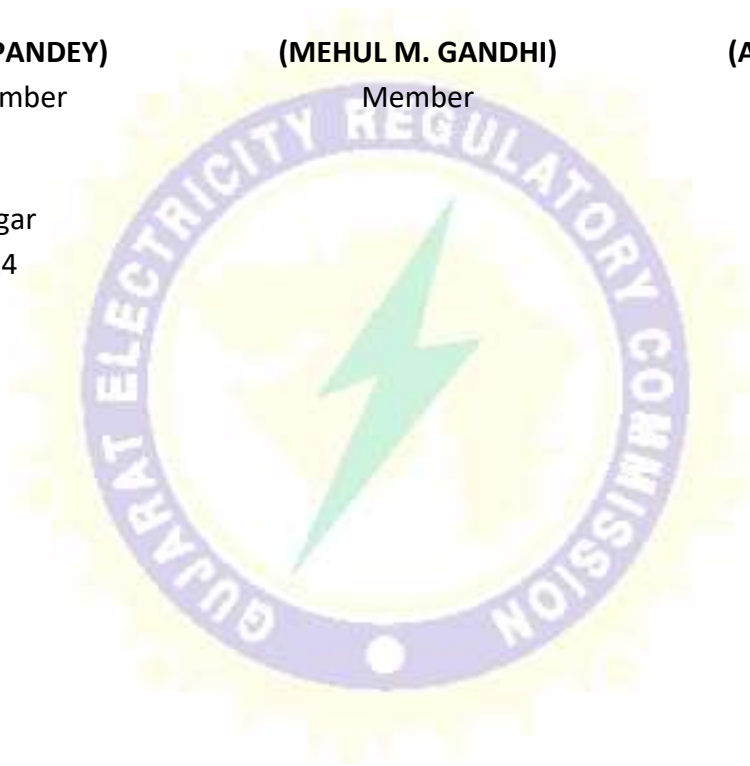 PANDEY) (MEHUL M. GANDHI) (A
mber Member
gar
4
GUJARAT ELECTRICITY REGULATORY COMMISSION